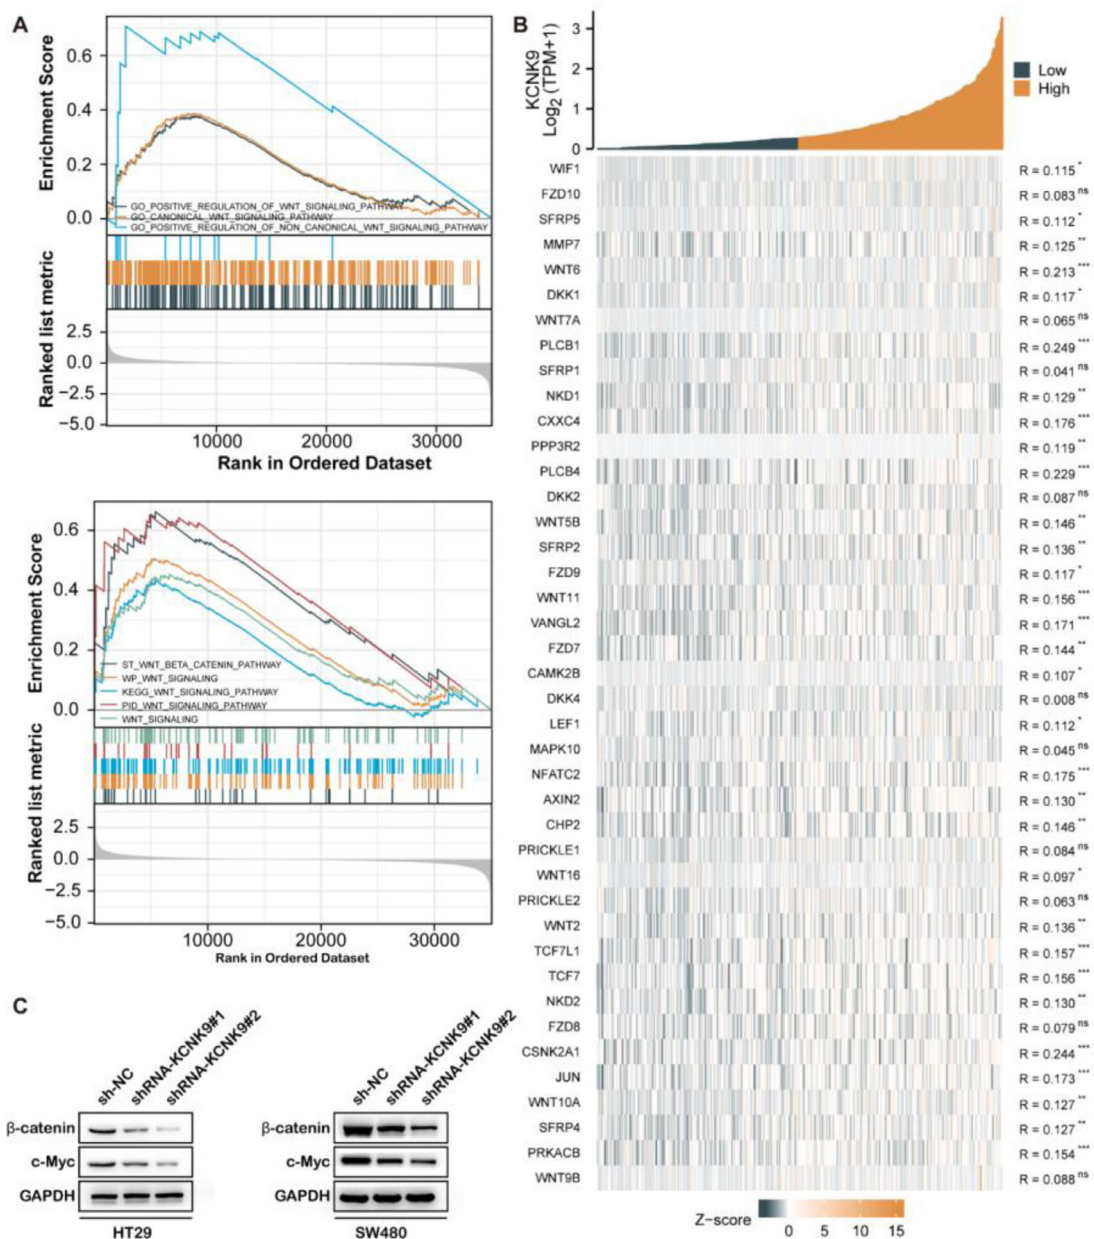 A
Enrichment Score
0.6
0.4
0.2
0.0
GO_POSITIVE_REGULATION_OF_WNT_SIGNALING_PATHWAY
GO_CANONICAL_WNT_SIGNALING_PATHWAY
GO_POSITIVE_REGULATION_OF_NON_CANONICAL_WNT_SIGNALING_PATHWAY
Ranked list metric
2.5
0.0
−2.5
−5.0
10000 20000 30000
Rank in Ordered Dataset
Enrichment Score
0.6
0.4
0.2
0.0
ST_WNT_BETA_CATENIN_PATHWAY
WP_WNT_SIGNALING
KEGG_WNT_SIGNALING_PATHWAY
PID_WNT_SIGNALING_PATHWAY
WNT_SIGNALING
Ranked list metric
2.5
0.0
−2.5
−5.0
10000 20000 30000
Rank in Ordered Dataset
B
KCNK9
Log2 (TPM+1)
3
2
1
0
Low
High
WIF1 R = 0.115 *
FZD10 R = 0.083 ns
SFRP5 R = 0.112 *
MMP7 R = 0.125 **
WNT6 R = 0.213 ***
DKK1 R = 0.117 *
WNT7A R = 0.065 ns
PLCB1 R = 0.249 ***
SFRP1 R = 0.041 ns
NKD1 R = 0.129 **
CXXC4 R = 0.176 ***
PPP3R2 R = 0.119 **
PLCB4 R = 0.229 ***
DKK2 R = 0.087 ns
WNT5B R = 0.146 **
SFRP2 R = 0.136 **
FZD9 R = 0.117 *
WNT11 R = 0.156 ***
VANGL2 R = 0.171 ***
FZD7 R = 0.144 **
CAMK2B R = 0.107 *
DKK4 R = 0.008 ns
LEF1 R = 0.112 *
MAPK10 R = 0.045 ns
NFATC2 R = 0.175 ***
AXIN2 R = 0.130 **
CHP2 R = 0.146 **
PRICKLE1 R = 0.084 ns
WNT16 R = 0.097 *
PRICKLE2 R = 0.063 ns
WNT2 R = 0.136 **
TCF7L1 R = 0.157 ***
TCF7 R = 0.156 ***
NKD2 R = 0.130 **
FZD8 R = 0.079 ns
CSNK2A1 R = 0.244 ***
JUN R = 0.173 ***
WNT10A R = 0.127 **
SFRP4 R = 0.127 **
PRKACB R = 0.154 ***
WNT9B R = 0.088 ns
Z−score
0 5 10 15
C
sh-NC shRNA-KCNK9#1 shRNA-KCNK9#2
β-catenin
c-Myc
GAPDH
HT29
sh-NC shRNA-KCNK9#1 shRNA-KCNK9#2
β-catenin
c-Myc
GAPDH
SW480